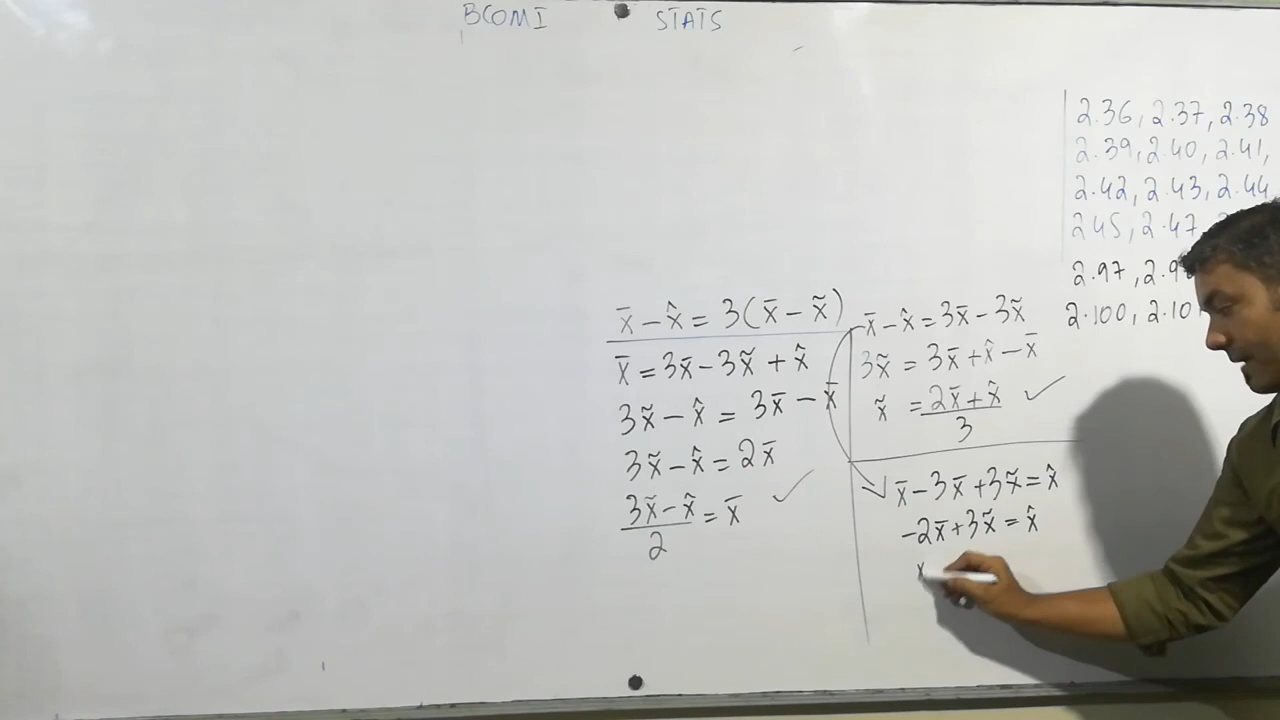 BCOM I STATS
2.36, 2.37, 2.38
2.39, 2.40, 2.41,
2.42, 2.43, 2.44,
2.45, 2.47,
2.97,
2.100, 2.10
x̄ − x̂ = 3(x̄ − x̃)
x̄ = 3x̄ − 3x̃ + x̂
3x̃ − x̂ = 3x̄ − x̄
3x̃ − x̂ = 2x̄
(3x̃ − x̂)/2 = x̄ ✓
x̄ − x̂ = 3x̄ − 3x̃
3x̃ = 3x̄ + x̂ − x̄
x̃ = (2x̄ + x̂)/3 ✓
x̄ − 3x̄ + 3x̃ = x̂
−2x̄ + 3x̃ = x̂